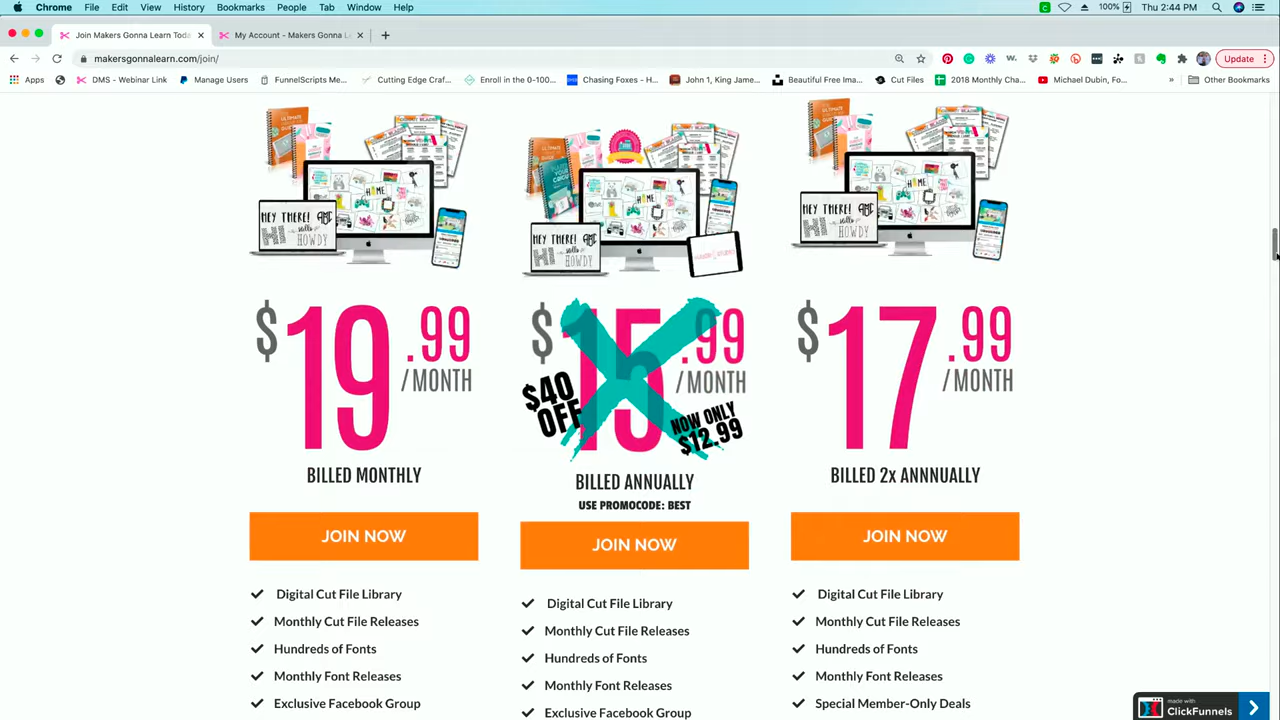 Chrome File Edit View History Bookmarks People Tab Window Help 100% Thu 2:44 PM
Join Makers Gonna Learn Toda My Account - Makers Gonna Le
makersgonnalearn.com/join/ Update
Apps DMS - Webinar Link Manage Users FunnelScripts Me... Cutting Edge Craf... Enroll in the 0-100... Chasing Foxes - H... John 1, King Jame... Beautiful Free Ima... Cut Files 2018 Monthly Cha... Michael Dubin, Fo... » Other Bookmarks
HOME
HEY THERE!
HI hello HOWDY
HOME
HEY THERE!
HI hello HOWDY
HOME
HEY THERE!
HI hello HOWDY
$19.99 /MONTH
BILLED MONTHLY
JOIN NOW
Digital Cut File Library
Monthly Cut File Releases
Hundreds of Fonts
Monthly Font Releases
Exclusive Facebook Group
$15.99 /MONTH
$40 OFF
NOW ONLY $12.99
BILLED ANNUALLY
USE PROMOCODE: BEST
JOIN NOW
Digital Cut File Library
Monthly Cut File Releases
Hundreds of Fonts
Monthly Font Releases
Exclusive Facebook Group
$17.99 /MONTH
BILLED 2x ANNNUALLY
JOIN NOW
Digital Cut File Library
Monthly Cut File Releases
Hundreds of Fonts
Monthly Font Releases
Special Member-Only Deals
made with
ClickFunnels